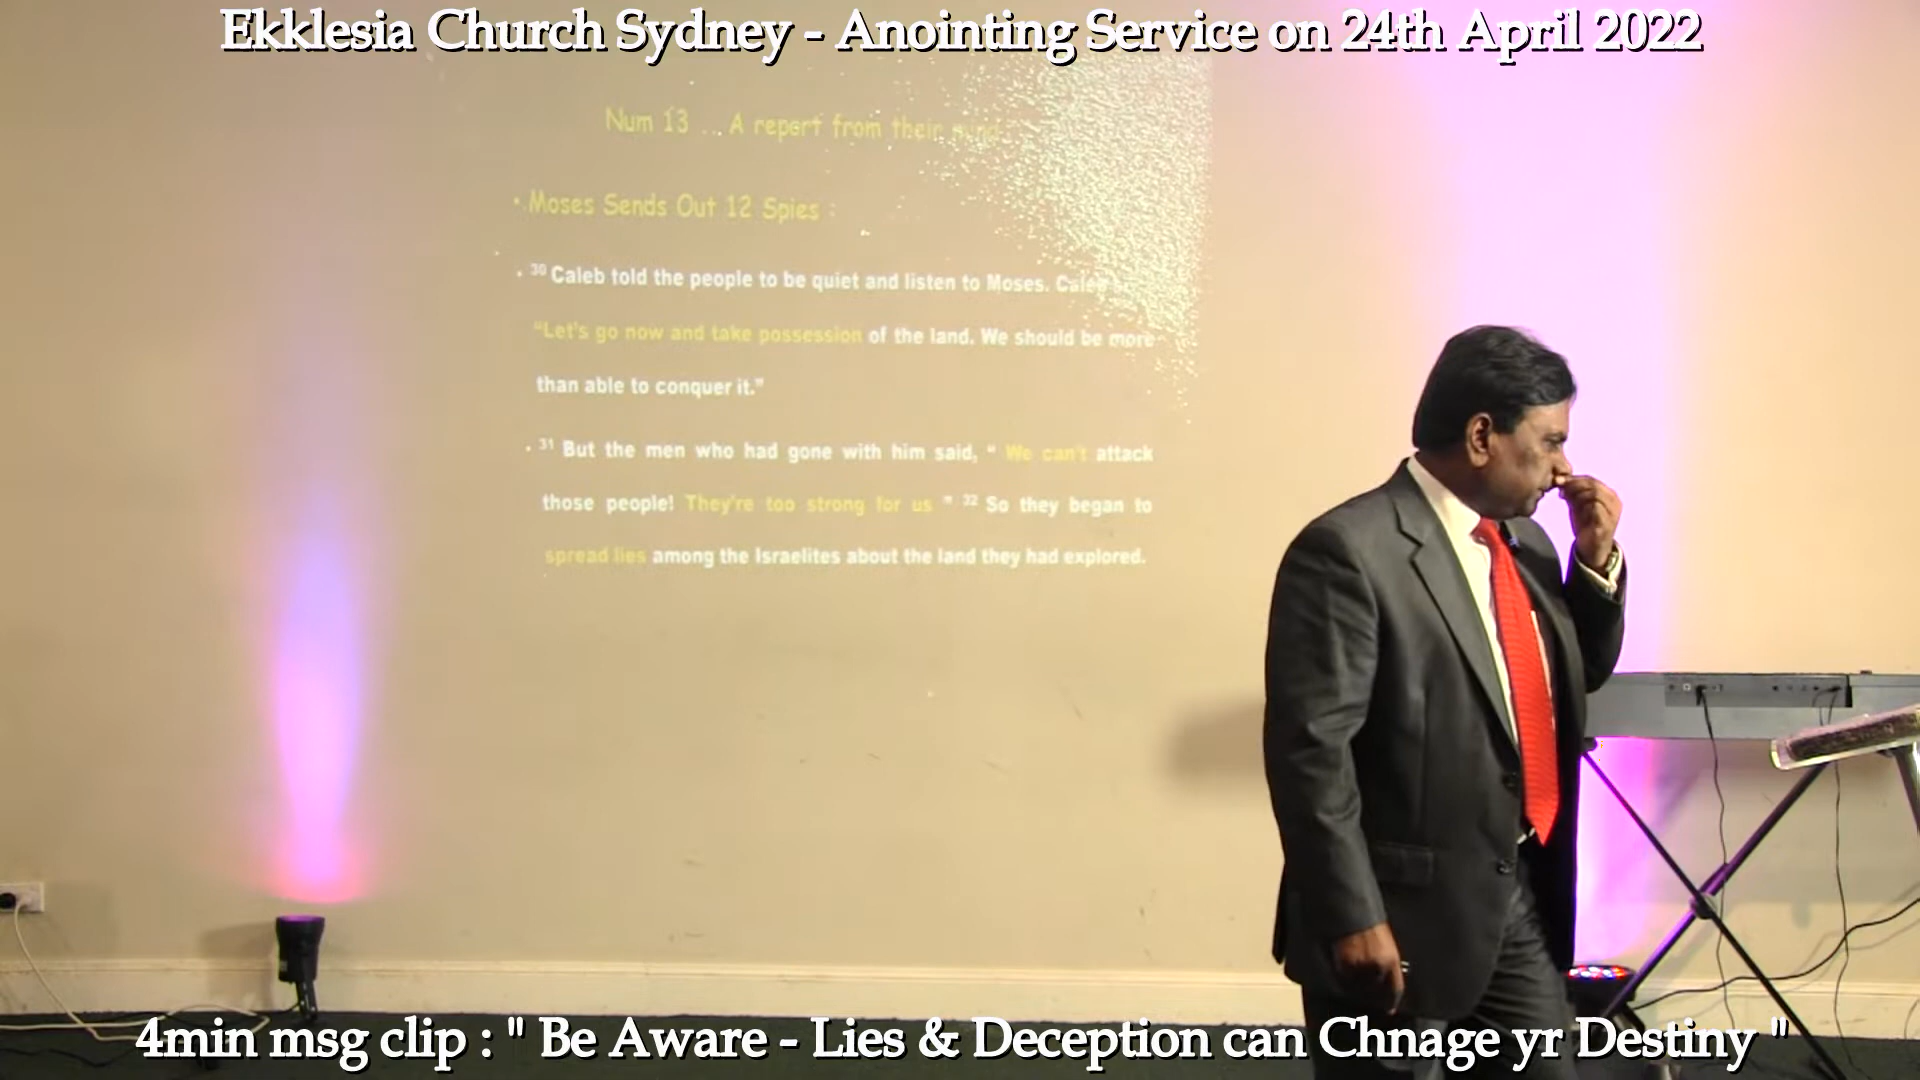 Ekklesia Church Sydney - Anointing Service on 24th April 2022
Num 13 ... A report from their mind
• Moses Sends Out 12 Spies :
• 30 Caleb told the people to be quiet and listen to Moses. Caleb
“Let's go now and take possession of the land. We should be more
than able to conquer it.”
• 31 But the men who had gone with him said, “ We can't attack
those people! They're too strong for us ” 32 So they began to
spread lies among the Israelites about the land they had explored.
4min msg clip : " Be Aware - Lies & Deception can Chnage yr Destiny "